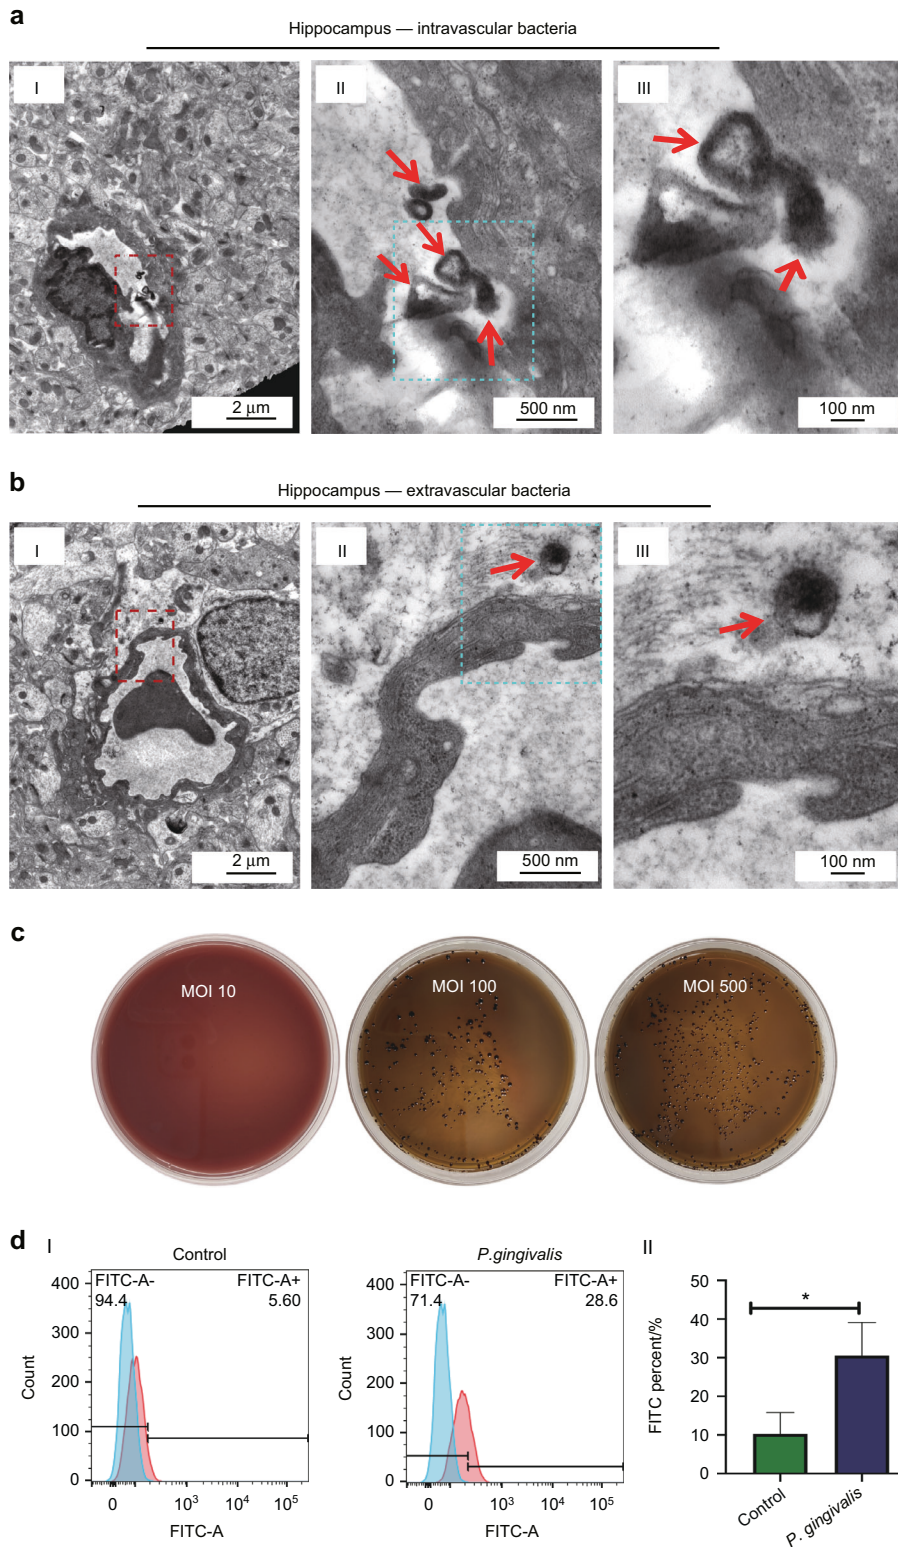 a
Hippocampus — intravascular bacteria
I
II
III
2 µm
500 nm
100 nm
b
Hippocampus — extravascular bacteria
I
II
III
2 µm
500 nm
100 nm
c
MOI 10
MOI 100
MOI 500
d
I
Control
P.gingivalis
II
FITC-A-
94.4
FITC-A+
5.60
400
300
200
100
0
Count
0
10³
10⁴
10⁵
FITC-A
FITC-A-
71.4
FITC-A+
28.6
400
300
200
100
0
Count
0
10³
10⁴
10⁵
FITC-A
50
40
30
20
10
0
FITC percent/%
*
Control
P. gingivalis